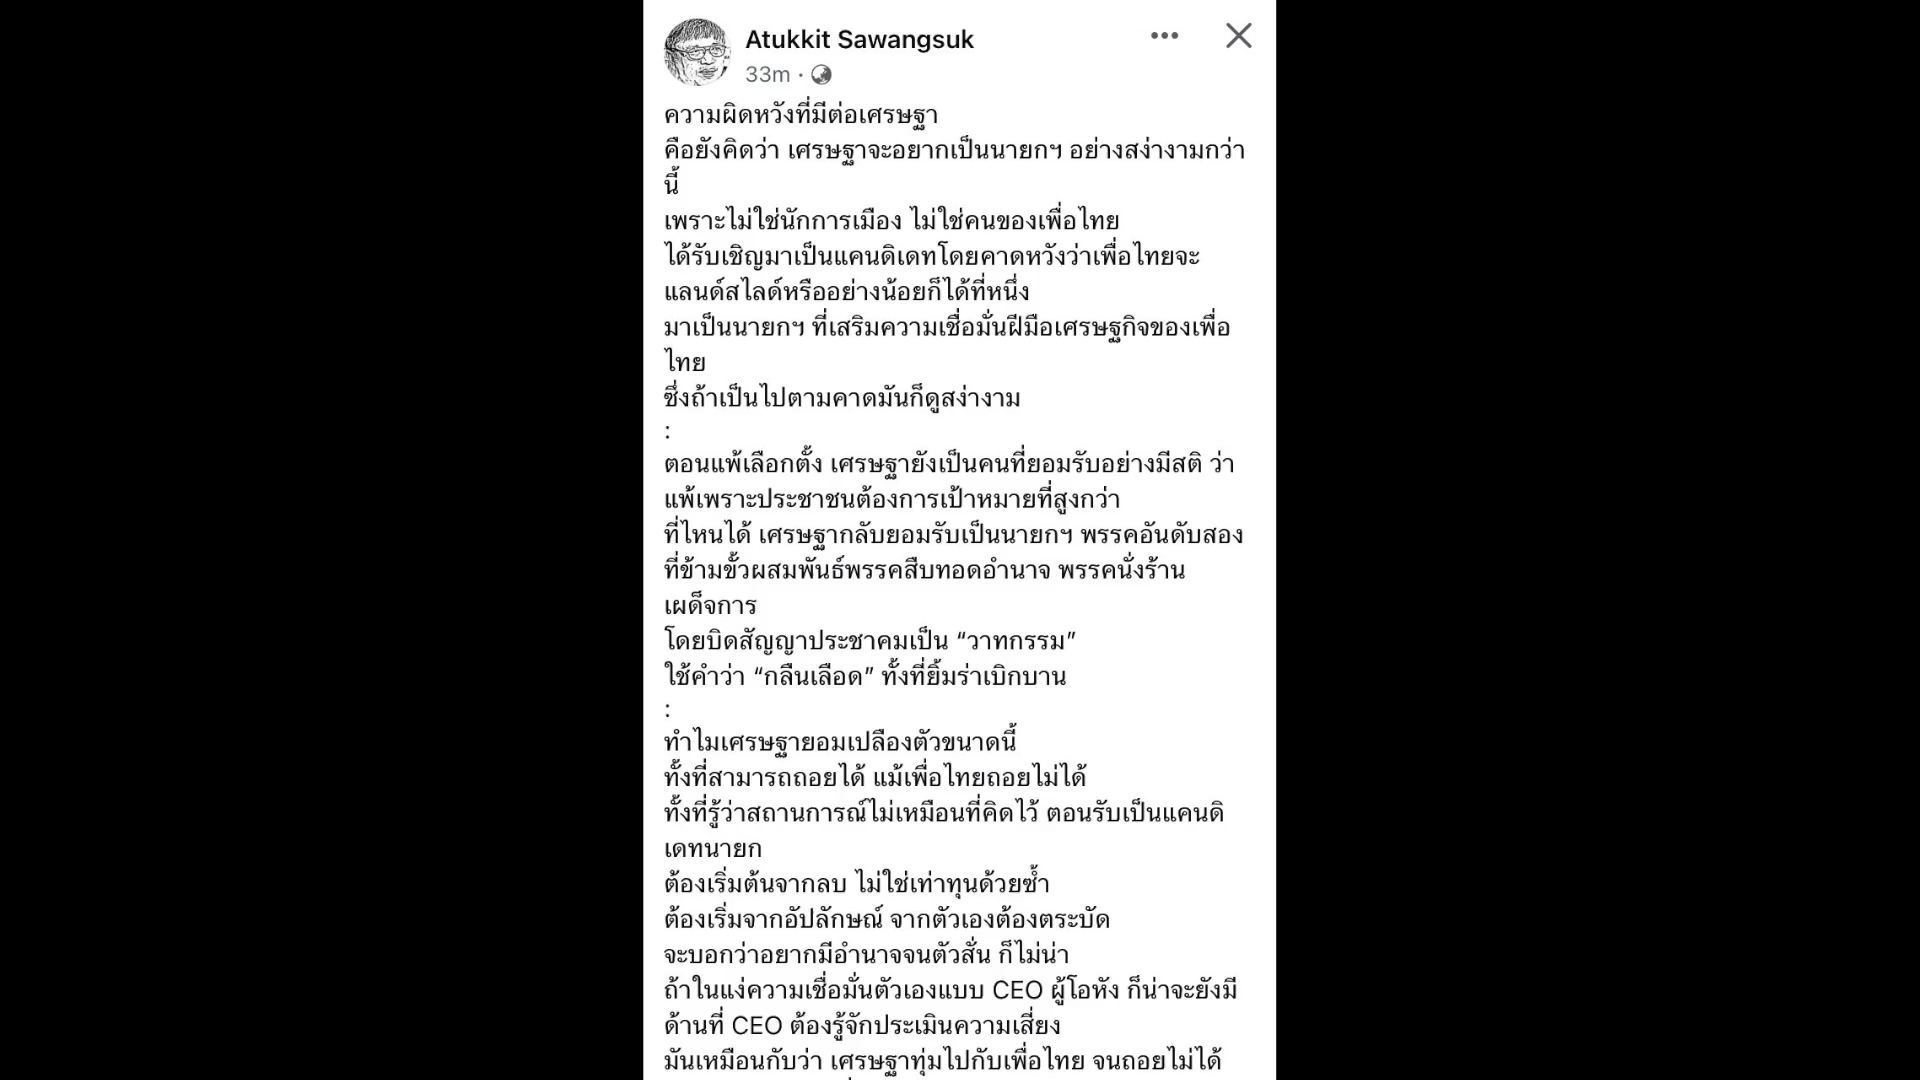 Atukkit Sawangsuk
33m ·
ความผิดหวังที่มีต่อเศรษฐา
คือยังคิดว่า เศรษฐาจะอยากเป็นนายกฯ อย่างสง่างามกว่า
นี้
เพราะไม่ใช่นักการเมือง ไม่ใช่คนของเพื่อไทย
ได้รับเชิญมาเป็นแคนดิเดทโดยคาดหวังว่าเพื่อไทยจะ
แลนด์สไลด์หรืออย่างน้อยก็ได้ที่หนึ่ง
มาเป็นนายกฯ ที่เสริมความเชื่อมั่นฝีมือเศรษฐกิจของเพื่อ
ไทย
ซึ่งถ้าเป็นไปตามคาดมันก็ดูสง่างาม
:
ตอนแพ้เลือกตั้ง เศรษฐายังเป็นคนที่ยอมรับอย่างมีสติ ว่า
แพ้เพราะประชาชนต้องการเป้าหมายที่สูงกว่า
ที่ไหนได้ เศรษฐากลับยอมรับเป็นนายกฯ พรรคอันดับสอง
ที่ข้ามขั้วผสมพันธ์พรรคสืบทอดอำนาจ พรรคนั่งร้าน
เผด็จการ
โดยบิดสัญญาประชาคมเป็น “วาทกรรม”
ใช้คำว่า “กลืนเลือด” ทั้งที่ยิ้มร่าเบิกบาน
:
ทำไมเศรษฐายอมเปลืองตัวขนาดนี้
ทั้งที่สามารถถอยได้ แม้เพื่อไทยถอยไม่ได้
ทั้งที่รู้ว่าสถานการณ์ไม่เหมือนที่คิดไว้ ตอนรับเป็นแคนดิ
เดทนายก
ต้องเริ่มต้นจากลบ ไม่ใช่เท่าทุนด้วยซ้ำ
ต้องเริ่มจากอัปลักษณ์ จากตัวเองต้องตระบัด
จะบอกว่าอยากมีอำนาจจนตัวสั่น ก็ไม่น่า
ถ้าในแง่ความเชื่อมั่นตัวเองแบบ CEO ผู้โอหัง ก็น่าจะยังมี
ด้านที่ CEO ต้องรู้จักประเมินความเสี่ยง
มันเหมือนกับว่า เศรษฐาทุ่มไปกับเพื่อไทย จนถอยไม่ได้